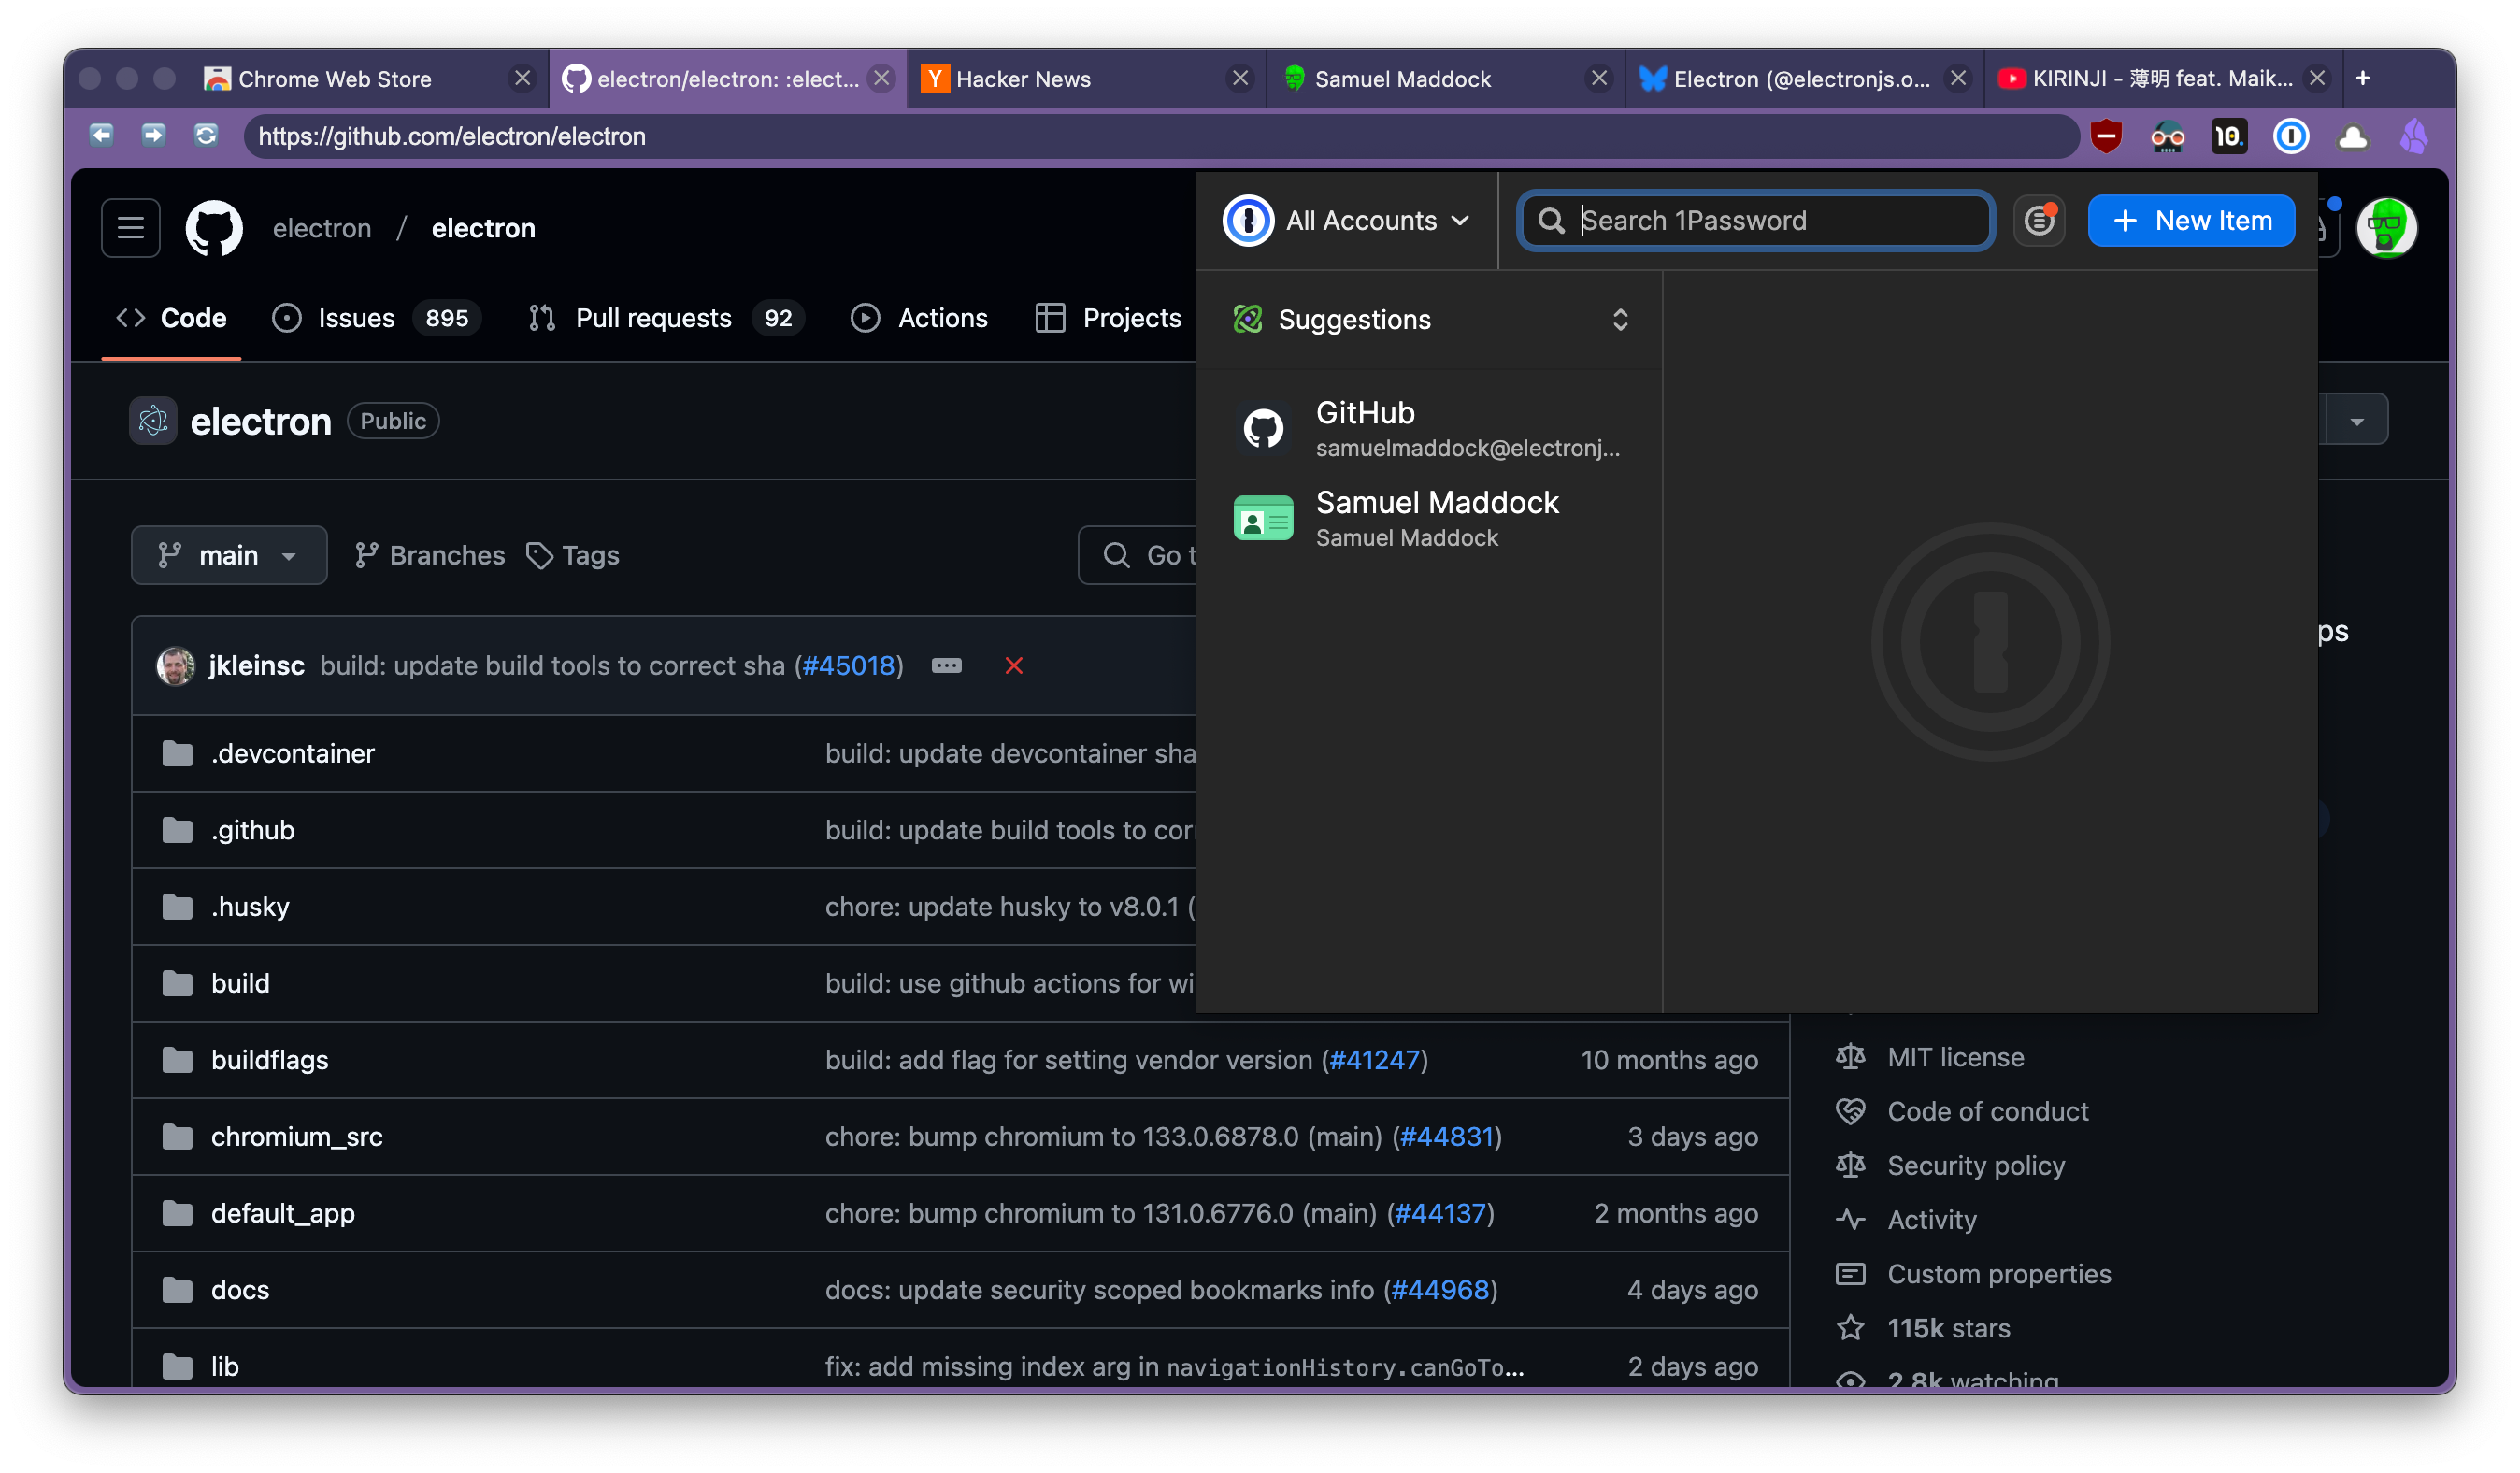 Chrome Web Store
electron/electron: :elect...
Hacker News
Samuel Maddock
Electron (@electronjs.o...
KIRINJI - 薄明 feat. Maik...
https://github.com/electron/electron
10.
electron / electron
All Accounts
Search 1Password
New Item
Code
Issues 895
Pull requests 92
Actions
Projects
Suggestions
GitHub
samuelmaddock@electronj...
Samuel Maddock
Samuel Maddock
electron Public
main
Branches
Tags
Go t
ps
jkleinsc build: update build tools to correct sha (#45018)
.devcontainer build: update devcontainer sha
.github build: update build tools to cor
.husky chore: update husky to v8.0.1 (
build build: use github actions for wi
buildflags build: add flag for setting vendor version (#41247) 10 months ago
chromium_src chore: bump chromium to 133.0.6878.0 (main) (#44831) 3 days ago
default_app chore: bump chromium to 131.0.6776.0 (main) (#44137) 2 months ago
docs docs: update security scoped bookmarks info (#44968) 4 days ago
lib fix: add missing index arg in navigationHistory.canGoTo... 2 days ago
MIT license
Code of conduct
Security policy
Activity
Custom properties
115k stars
2.8k watching